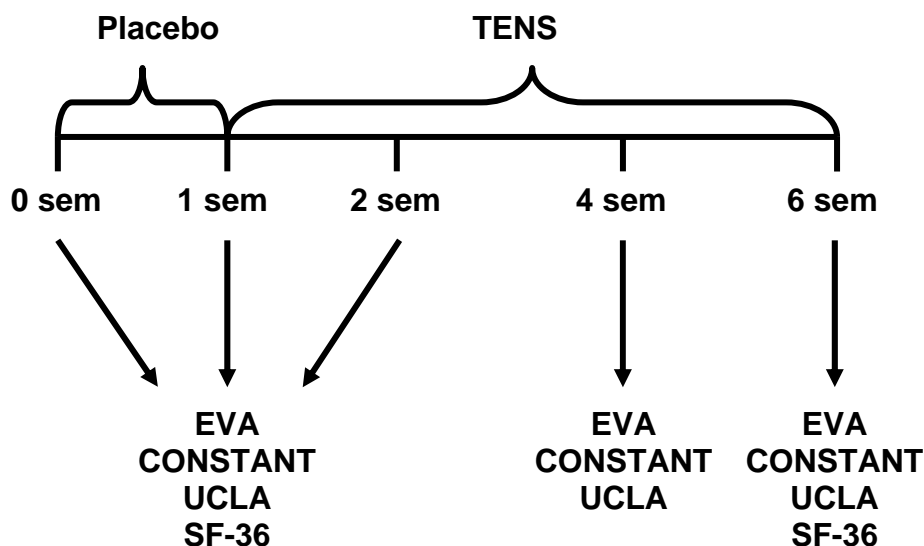 Placebo TENS
0 sem 1 sem 2 sem 4 sem 6 sem
EVA EVA EVA
CONSTANT CONSTANT CONSTANT
UCLA UCLA UCLA
SF-36 SF-36